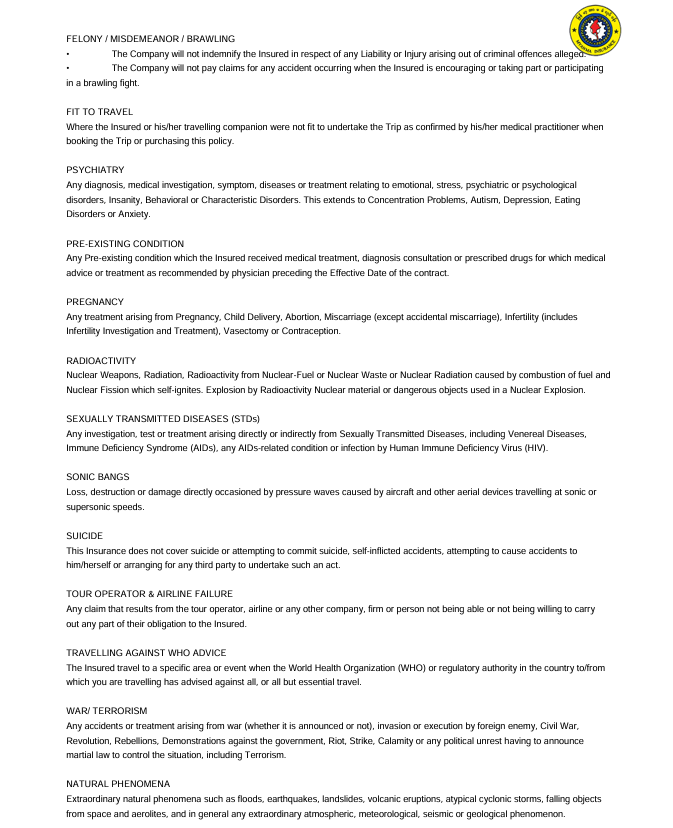 FELONY / MISDEMEANOR / BRAWLING
• The Company will not indemnify the Insured in respect of any Liability or Injury arising out of criminal offences alleged.
• The Company will not pay claims for any accident occurring when the Insured is encouraging or taking part or participating
in a brawling fight.
FIT TO TRAVEL
Where the Insured or his/her travelling companion were not fit to undertake the Trip as confirmed by his/her medical practitioner when
booking the Trip or purchasing this policy.
PSYCHIATRY
Any diagnosis, medical investigation, symptom, diseases or treatment relating to emotional, stress, psychiatric or psychological
disorders, Insanity, Behavioral or Characteristic Disorders. This extends to Concentration Problems, Autism, Depression, Eating
Disorders or Anxiety.
PRE-EXISTING CONDITION
Any Pre-existing condition which the Insured received medical treatment, diagnosis consultation or prescribed drugs for which medical
advice or treatment as recommended by physician preceding the Effective Date of the contract.
PREGNANCY
Any treatment arising from Pregnancy, Child Delivery, Abortion, Miscarriage (except accidental miscarriage), Infertility (includes
Infertility Investigation and Treatment), Vasectomy or Contraception.
RADIOACTIVITY
Nuclear Weapons, Radiation, Radioactivity from Nuclear-Fuel or Nuclear Waste or Nuclear Radiation caused by combustion of fuel and
Nuclear Fission which self-ignites. Explosion by Radioactivity Nuclear material or dangerous objects used in a Nuclear Explosion.
SEXUALLY TRANSMITTED DISEASES (STDs)
Any investigation, test or treatment arising directly or indirectly from Sexually Transmitted Diseases, including Venereal Diseases,
Immune Deficiency Syndrome (AIDs), any AIDs-related condition or infection by Human Immune Deficiency Virus (HIV).
SONIC BANGS
Loss, destruction or damage directly occasioned by pressure waves caused by aircraft and other aerial devices travelling at sonic or
supersonic speeds.
SUICIDE
This Insurance does not cover suicide or attempting to commit suicide, self-inflicted accidents, attempting to cause accidents to
him/herself or arranging for any third party to undertake such an act.
TOUR OPERATOR & AIRLINE FAILURE
Any claim that results from the tour operator, airline or any other company, firm or person not being able or not being willing to carry
out any part of their obligation to the Insured.
TRAVELLING AGAINST WHO ADVICE
The Insured travel to a specific area or event when the World Health Organization (WHO) or regulatory authority in the country to/from
which you are travelling has advised against all, or all but essential travel.
WAR/ TERRORISM
Any accidents or treatment arising from war (whether it is announced or not), invasion or execution by foreign enemy, Civil War,
Revolution, Rebellions, Demonstrations against the government, Riot, Strike, Calamity or any political unrest having to announce
martial law to control the situation, including Terrorism.
NATURAL PHENOMENA
Extraordinary natural phenomena such as floods, earthquakes, landslides, volcanic eruptions, atypical cyclonic storms, falling objects
from space and aerolites, and in general any extraordinary atmospheric, meteorological, seismic or geological phenomenon.